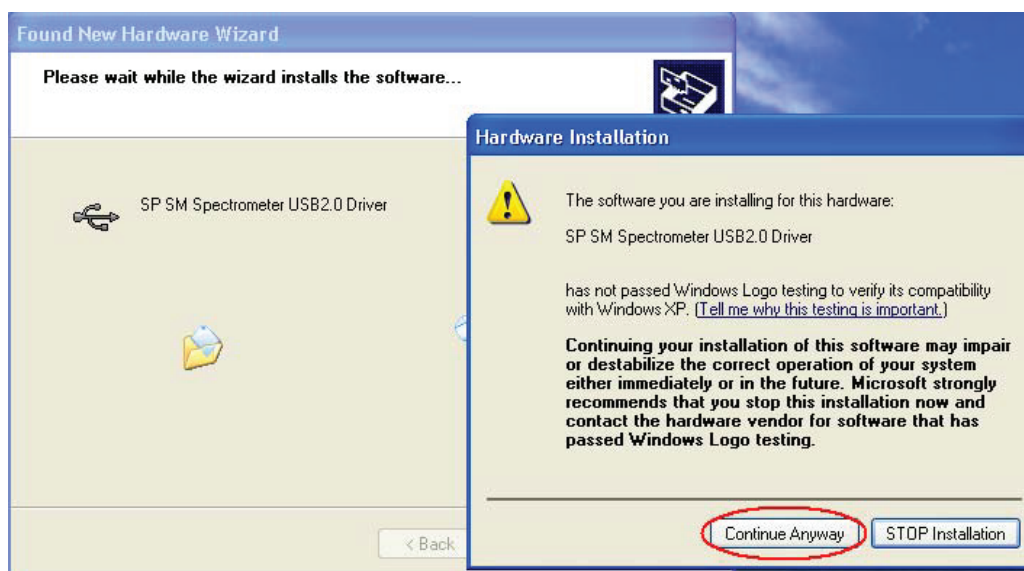 Found New Hardware Wizard
Please wait while the wizard installs the software...
SP SM Spectrometer USB2.0 Driver
< Back
Hardware Installation
The software you are installing for this hardware:
SP SM Spectrometer USB2.0 Driver
has not passed Windows Logo testing to verify its compatibility
with Windows XP. (Tell me why this testing is important.)
Continuing your installation of this software may impair
or destabilize the correct operation of your system
either immediately or in the future. Microsoft strongly
recommends that you stop this installation now and
contact the hardware vendor for software that has
passed Windows Logo testing.
Continue Anyway STOP Installation